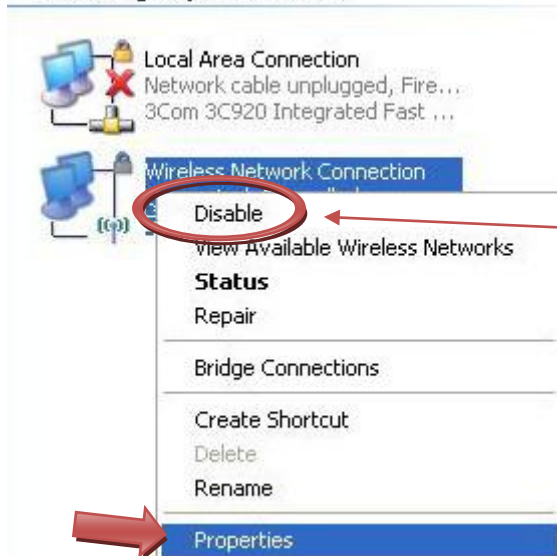 Local Area Connection
Network cable unplugged, Fire...
3Com 3C920 Integrated Fast ...
Wireless Network Connection
Disable
View Available Wireless Networks
Status
Repair
Bridge Connections
Create Shortcut
Delete
Rename
Properties